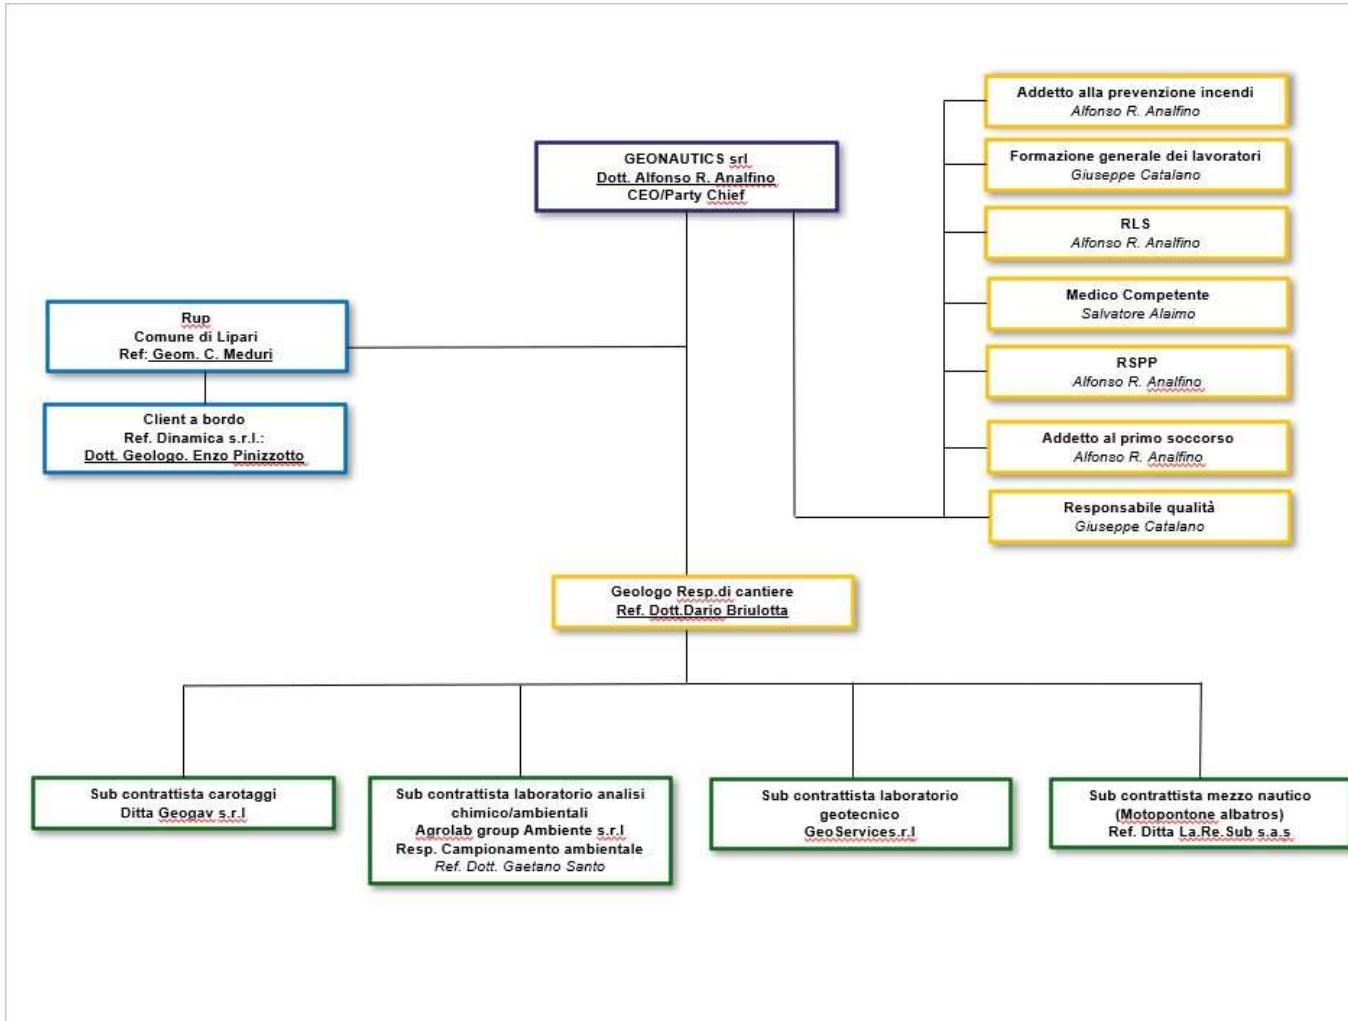 GEONAUTICS srl
Dott. Alfonso R. Analfino
CEO/Party Chief
Addetto alla prevenzione incendi
Alfonso R. Analfino
Formazione generale dei lavoratori
Giuseppe Catalano
RLS
Alfonso R. Analfino
Medico Competente
Salvatore Alaimo
RSPP
Alfonso R. Analfino
Addetto al primo soccorso
Alfonso R. Analfino
Responsabile qualità
Giuseppe Catalano
Rup
Comune di Lipari
Ref: Geom. C. Meduri
Client a bordo
Ref. Dinamica s.r.l.:
Dott. Geologo. Enzo Pinizzotto
Geologo Resp.di cantiere
Ref. Dott.Dario Briulotta
Sub contrattista carotaggi
Ditta Geogav s.r.l
Sub contrattista laboratorio analisi
chimico/ambientali
Agrolab group Ambiente s.r.l
Resp. Campionamento ambientale
Ref. Dott. Gaetano Santo
Sub contrattista laboratorio
geotecnico
GeoServices.r.l
Sub contrattista mezzo nautico
(Motopontone albatros)
Ref. Ditta La.Re.Sub s.a.s